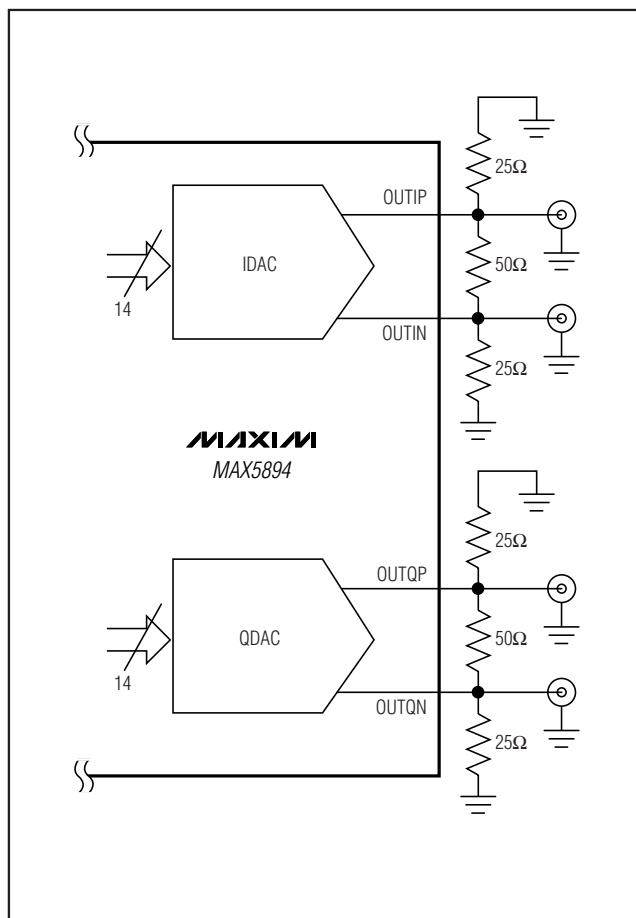 25Ω
OUTIP
IDAC
50Ω
14
OUTIN
25Ω
MAXIM
MAX5894
25Ω
OUTQP
QDAC
50Ω
14
OUTQN
25Ω